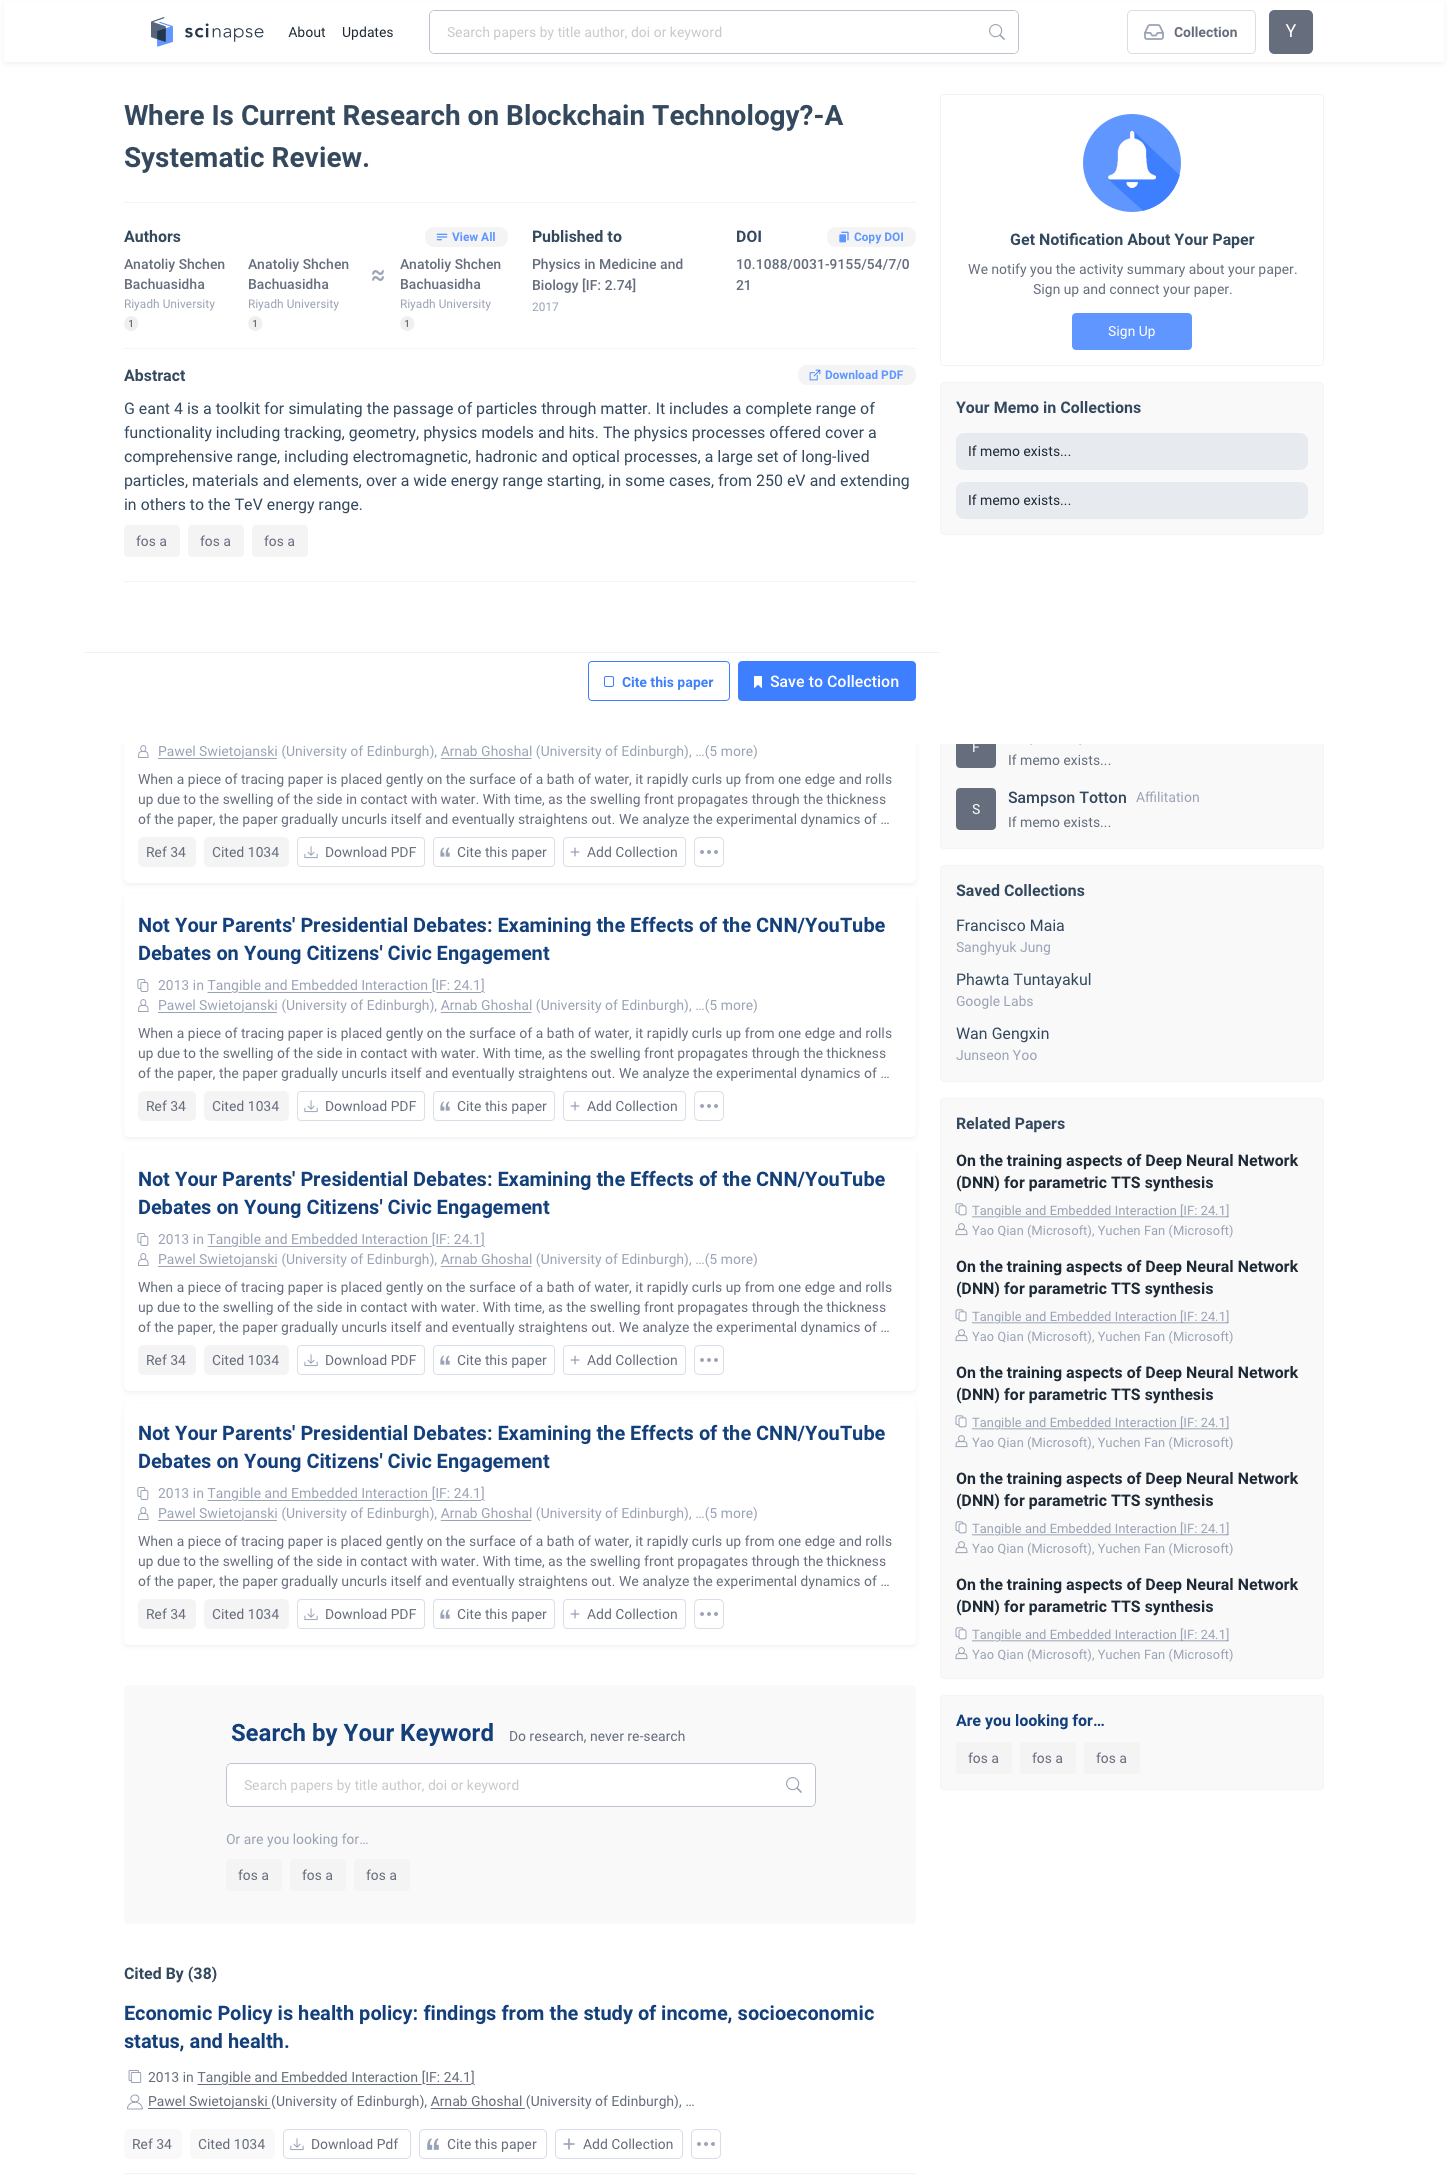 scinapse
About
Updates
Search papers by title author, doi or keyword
Collection
Y
Where Is Current Research on Blockchain Technology?-A
Systematic Review.
Authors
View All
Anatoliy Shchen
Bachuasidha
Riyadh University
1
Anatoliy Shchen
Bachuasidha
Riyadh University
1
Anatoliy Shchen
Bachuasidha
Riyadh University
1
Published to
Physics in Medicine and
Biology [IF: 2.74]
2017
DOI
Copy DOI
10.1088/0031-9155/54/7/0
21
Abstract
Download PDF
G eant 4 is a toolkit for simulating the passage of particles through matter. It includes a complete range of
functionality including tracking, geometry, physics models and hits. The physics processes offered cover a
comprehensive range, including electromagnetic, hadronic and optical processes, a large set of long-lived
particles, materials and elements, over a wide energy range starting, in some cases, from 250 eV and extending
in others to the TeV energy range.
fos a
fos a
fos a
Cite this paper
Save to Collection
Pawel Swietojanski (University of Edinburgh), Arnab Ghoshal (University of Edinburgh), ...(5 more)
When a piece of tracing paper is placed gently on the surface of a bath of water, it rapidly curls up from one edge and rolls
up due to the swelling of the side in contact with water. With time, as the swelling front propagates through the thickness
of the paper, the paper gradually uncurls itself and eventually straightens out. We analyze the experimental dynamics of ...
Ref 34
Cited 1034
Download PDF
Cite this paper
Add Collection
Not Your Parents' Presidential Debates: Examining the Effects of the CNN/YouTube
Debates on Young Citizens' Civic Engagement
2013 in Tangible and Embedded Interaction [IF: 24.1]
Pawel Swietojanski (University of Edinburgh), Arnab Ghoshal (University of Edinburgh), ...(5 more)
When a piece of tracing paper is placed gently on the surface of a bath of water, it rapidly curls up from one edge and rolls
up due to the swelling of the side in contact with water. With time, as the swelling front propagates through the thickness
of the paper, the paper gradually uncurls itself and eventually straightens out. We analyze the experimental dynamics of ...
Ref 34
Cited 1034
Download PDF
Cite this paper
Add Collection
Not Your Parents' Presidential Debates: Examining the Effects of the CNN/YouTube
Debates on Young Citizens' Civic Engagement
2013 in Tangible and Embedded Interaction [IF: 24.1]
Pawel Swietojanski (University of Edinburgh), Arnab Ghoshal (University of Edinburgh), ...(5 more)
When a piece of tracing paper is placed gently on the surface of a bath of water, it rapidly curls up from one edge and rolls
up due to the swelling of the side in contact with water. With time, as the swelling front propagates through the thickness
of the paper, the paper gradually uncurls itself and eventually straightens out. We analyze the experimental dynamics of ...
Ref 34
Cited 1034
Download PDF
Cite this paper
Add Collection
Not Your Parents' Presidential Debates: Examining the Effects of the CNN/YouTube
Debates on Young Citizens' Civic Engagement
2013 in Tangible and Embedded Interaction [IF: 24.1]
Pawel Swietojanski (University of Edinburgh), Arnab Ghoshal (University of Edinburgh), ...(5 more)
When a piece of tracing paper is placed gently on the surface of a bath of water, it rapidly curls up from one edge and rolls
up due to the swelling of the side in contact with water. With time, as the swelling front propagates through the thickness
of the paper, the paper gradually uncurls itself and eventually straightens out. We analyze the experimental dynamics of ...
Ref 34
Cited 1034
Download PDF
Cite this paper
Add Collection
Search by Your Keyword
Do research, never re-search
Search papers by title author, doi or keyword
Or are you looking for...
fos a
fos a
fos a
Cited By (38)
Economic Policy is health policy: findings from the study of income, socioeconomic
status, and health.
2013 in Tangible and Embedded Interaction [IF: 24.1]
Pawel Swietojanski (University of Edinburgh), Arnab Ghoshal (University of Edinburgh), ...
Ref 34
Cited 1034
Download Pdf
Cite this paper
Add Collection
Get Notification About Your Paper
We notify you the activity summary about your paper.
Sign up and connect your paper.
Sign Up
Your Memo in Collections
If memo exists...
If memo exists...
F
If memo exists...
S
Sampson Totton
Affilitation
If memo exists...
Saved Collections
Francisco Maia
Sanghyuk Jung
Phawta Tuntayakul
Google Labs
Wan Gengxin
Junseon Yoo
Related Papers
On the training aspects of Deep Neural Network
(DNN) for parametric TTS synthesis
Tangible and Embedded Interaction [IF: 24.1]
Yao Qian (Microsoft), Yuchen Fan (Microsoft)
On the training aspects of Deep Neural Network
(DNN) for parametric TTS synthesis
Tangible and Embedded Interaction [IF: 24.1]
Yao Qian (Microsoft), Yuchen Fan (Microsoft)
On the training aspects of Deep Neural Network
(DNN) for parametric TTS synthesis
Tangible and Embedded Interaction [IF: 24.1]
Yao Qian (Microsoft), Yuchen Fan (Microsoft)
On the training aspects of Deep Neural Network
(DNN) for parametric TTS synthesis
Tangible and Embedded Interaction [IF: 24.1]
Yao Qian (Microsoft), Yuchen Fan (Microsoft)
On the training aspects of Deep Neural Network
(DNN) for parametric TTS synthesis
Tangible and Embedded Interaction [IF: 24.1]
Yao Qian (Microsoft), Yuchen Fan (Microsoft)
Are you looking for...
fos a
fos a
fos a